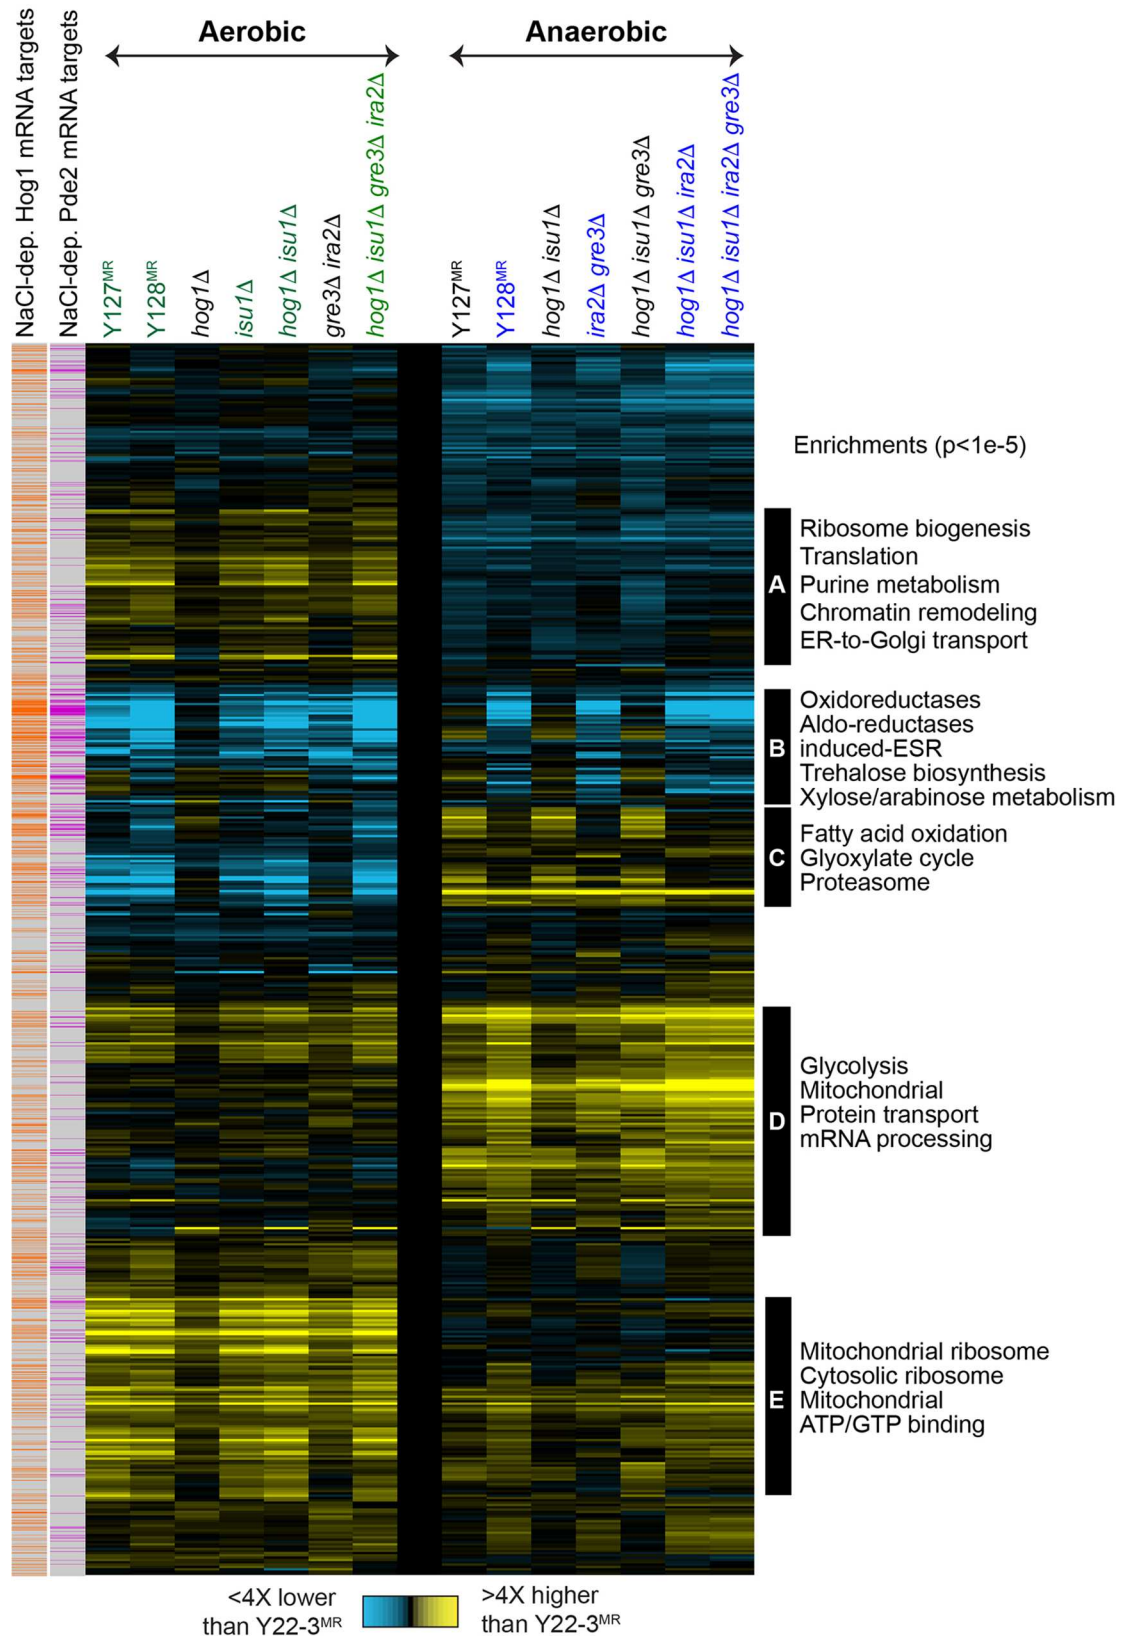 Aerobic
Anaerobic
NaCl-dep. Hog1 mRNA targets
NaCl-dep. Pde2 mRNA targets
Y127ᴹᴿ
Y128ᴹᴿ
hog1Δ
isu1Δ
hog1Δ isu1Δ
gre3Δ ira2Δ
hog1Δ isu1Δ gre3Δ ira2Δ
Y127ᴹᴿ
Y128ᴹᴿ
hog1Δ isu1Δ
ira2Δ gre3Δ
hog1Δ isu1Δ gre3Δ
hog1Δ isu1Δ ira2Δ
hog1Δ isu1Δ ira2Δ gre3Δ
Enrichments (p<1e-5)
A
Ribosome biogenesis
Translation
Purine metabolism
Chromatin remodeling
ER-to-Golgi transport
B
Oxidoreductases
Aldo-reductases
induced-ESR
Trehalose biosynthesis
Xylose/arabinose metabolism
C
Fatty acid oxidation
Glyoxylate cycle
Proteasome
D
Glycolysis
Mitochondrial
Protein transport
mRNA processing
E
Mitochondrial ribosome
Cytosolic ribosome
Mitochondrial
ATP/GTP binding
<4X lower
than Y22-3ᴹᴿ
>4X higher
than Y22-3ᴹᴿ